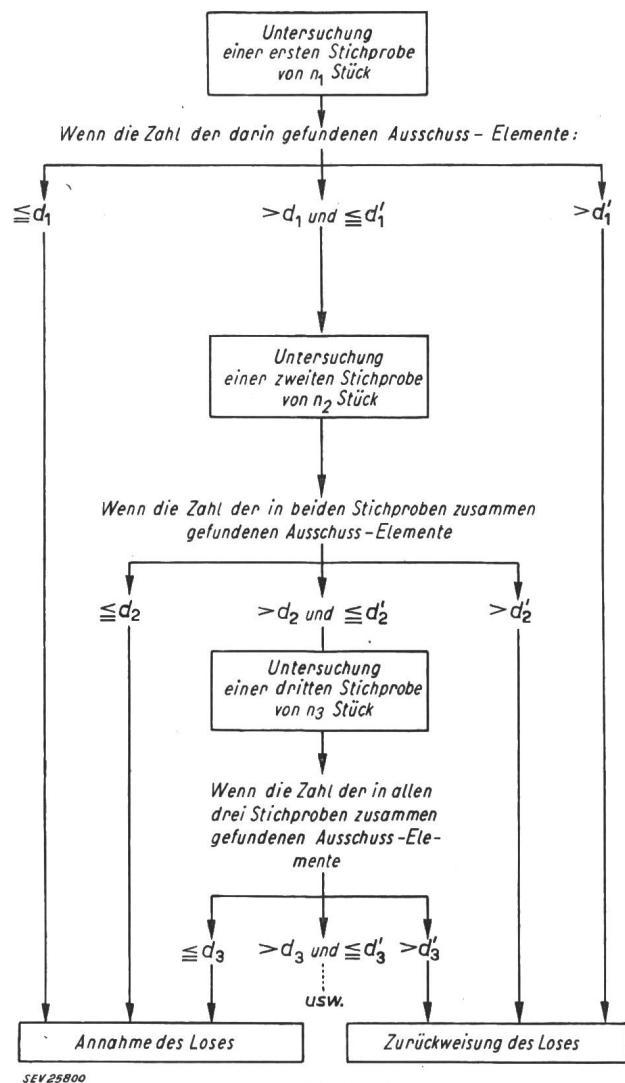 Untersuchung
einer ersten Stichprobe
von n₁ Stück
Wenn die Zahl der darin gefundenen Ausschuss-Elemente:
≦ d₁   > d₁ und ≦ d₁′   > d₁′
Untersuchung
einer zweiten Stichprobe
von n₂ Stück
Wenn die Zahl der in beiden Stichproben zusammen
gefundenen Ausschuss-Elemente
≦ d₂   > d₂ und ≦ d₂′   > d₂′
Untersuchung
einer dritten Stichprobe
von n₃ Stück
Wenn die Zahl der in allen
drei Stichproben zusammen
gefundenen Ausschuss-Ele-
mente
≦ d₃   > d₃ und ≦ d₃′   > d₃′
usw.
Annahme des Loses   Zurückweisung des Loses
SEV 25800